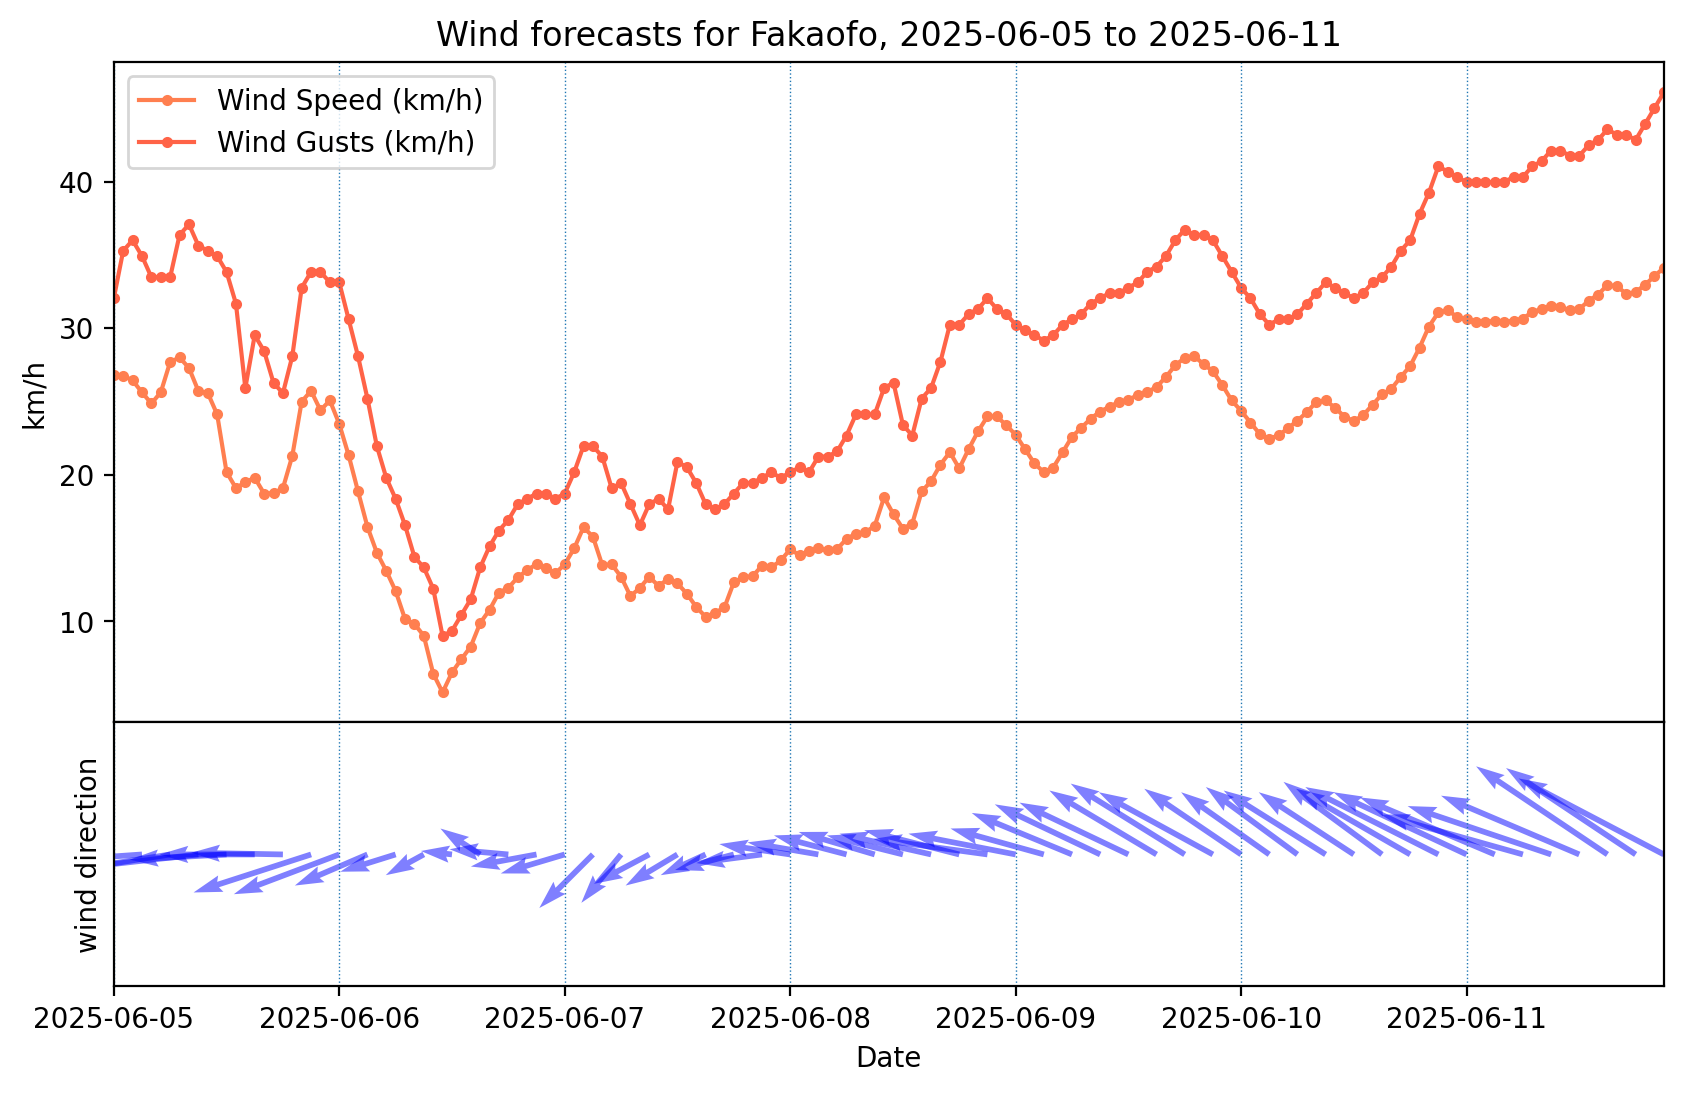 Wind forecasts for Fakaofo, 2025-06-05 to 2025-06-11
Wind Speed (km/h)
Wind Gusts (km/h)
km/h
40
30
20
10
wind direction
2025-06-05
2025-06-06
2025-06-07
2025-06-08
2025-06-09
2025-06-10
2025-06-11
Date